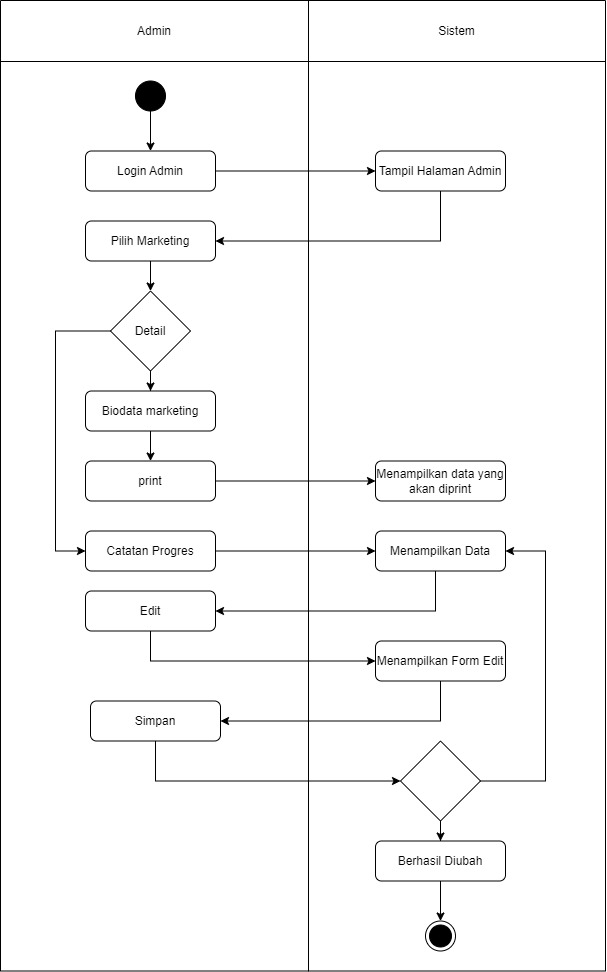 Admin
Sistem
Login Admin
Tampil Halaman Admin
Pilih Marketing
Detail
Biodata marketing
print
Menampilkan data yang
akan diprint
Catatan Progres
Menampilkan Data
Edit
Menampilkan Form Edit
Simpan
Berhasil Diubah